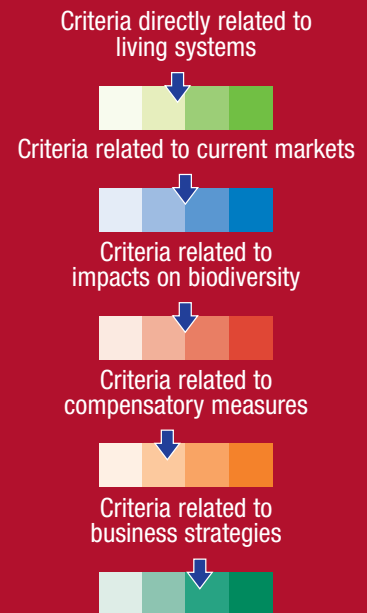 Criteria directly related to
living systems
Criteria related to current markets
Criteria related to
impacts on biodiversity
Criteria related to
compensatory measures
Criteria related to
business strategies